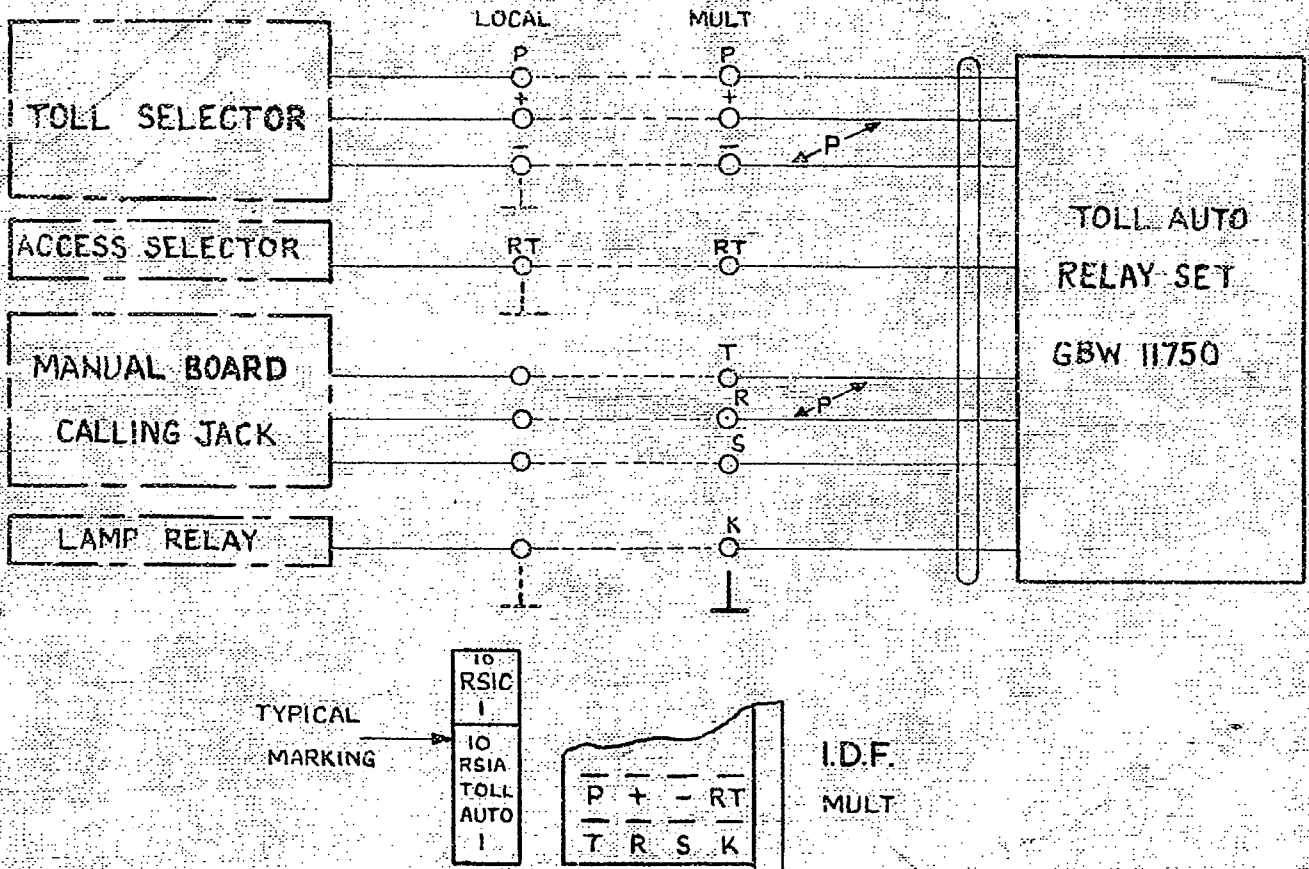 LOCAL MULT
P P
TOLL SELECTOR
+ +
P
- -
ACCESS SELECTOR
RT RT
TOLL AUTO
RELAY SET
GBW 11750
MANUAL BOARD
CALLING JACK
T
R
P
S
LAMP RELAY
K
TYPICAL
MARKING
10
RSIC
1
10
RSIA
TOLL
AUTO
1
P + - RT
T R S K
I.D.F.
MULT